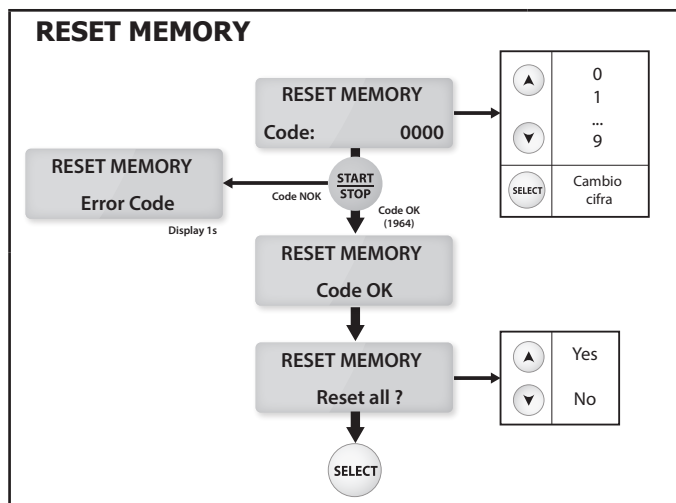 RESET MEMORY
RESET MEMORY
Code: 0000
0
1
...
9
SELECT
Cambio
cifra
START
STOP
Code NOK
Code OK
(1964)
RESET MEMORY
Error Code
Display 1s
RESET MEMORY
Code OK
RESET MEMORY
Reset all ?
Yes
No
SELECT